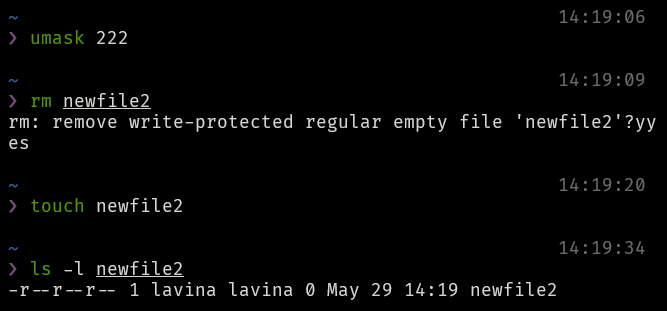 ~ 14:19:06
❯ umask 222
~ 14:19:09
❯ rm newfile2
rm: remove write-protected regular empty file 'newfile2'?yy
es
~ 14:19:20
❯ touch newfile2
~ 14:19:34
❯ ls -l newfile2
-r--r--r-- 1 lavina lavina 0 May 29 14:19 newfile2